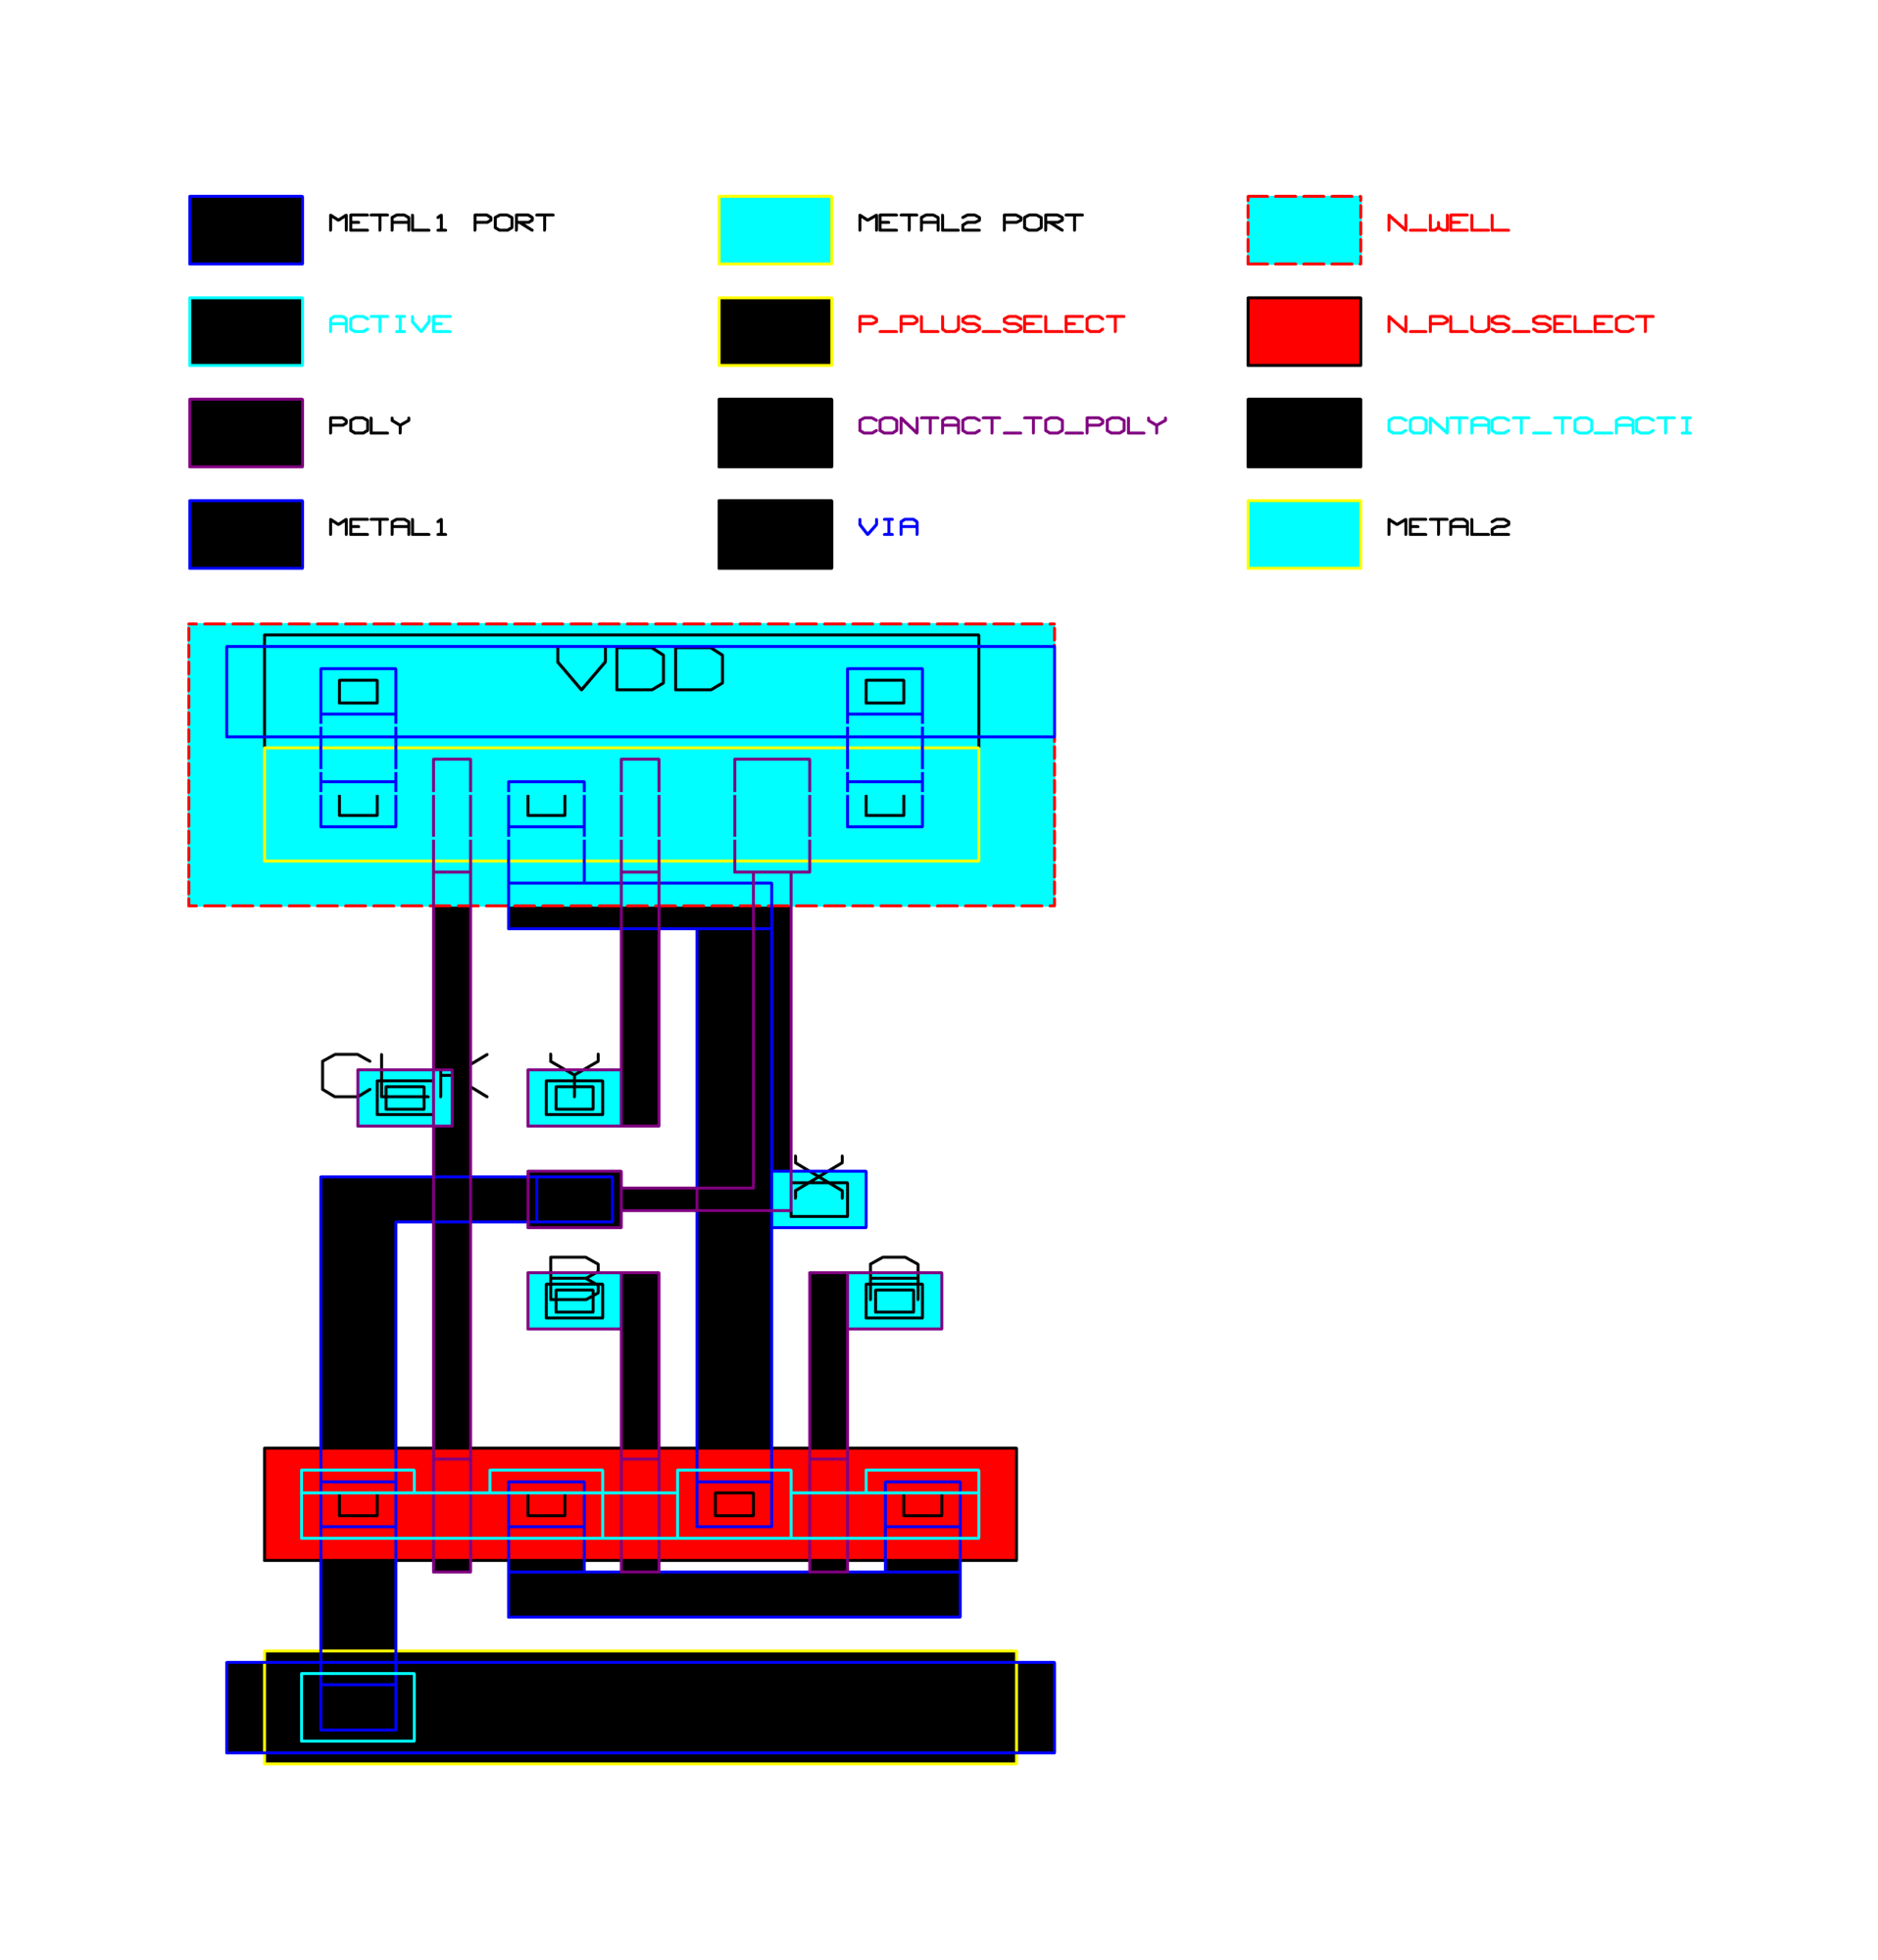 METAL1 PORT
METAL2 PORT
N_WELL
ACTIVE
P_PLUS_SELECT
N_PLUS_SELECT
POLY
CONTACT_TO_POLY
CONTACT_TO_ACTI
METAL1
VIA
METAL2
VDD
CLK
Y
X
B
A